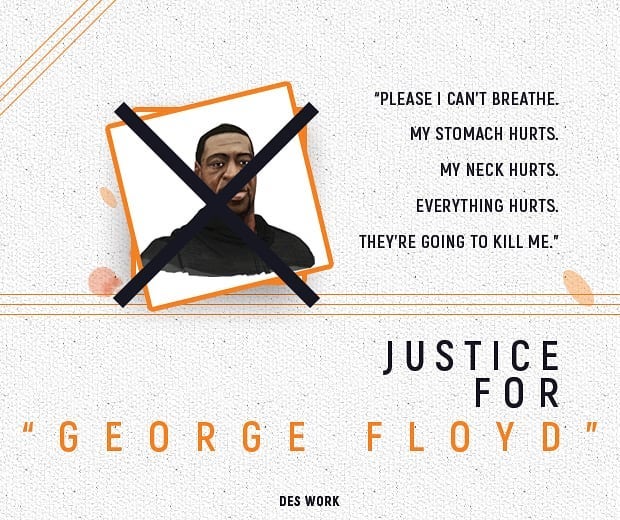 "PLEASE I CAN'T BREATHE.
MY STOMACH HURTS.
MY NECK HURTS.
EVERYTHING HURTS.
THEY'RE GOING TO KILL ME."
JUSTICE
FOR
"GEORGE FLOYD"
DES WORK